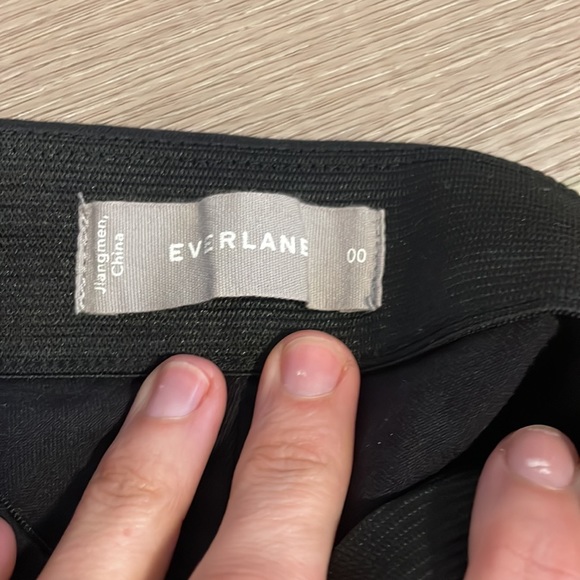 Jiangmen,
China
EVERLANE
00